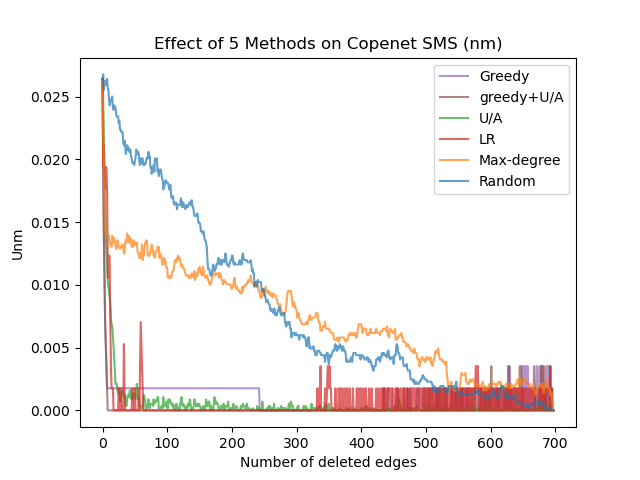 Effect of 5 Methods on Copenet SMS (nm)
Greedy
greedy+U/A
U/A
LR
Max-degree
Random
Unm
0.025
0.020
0.015
0.010
0.005
0.000
0 100 200 300 400 500 600 700
Number of deleted edges